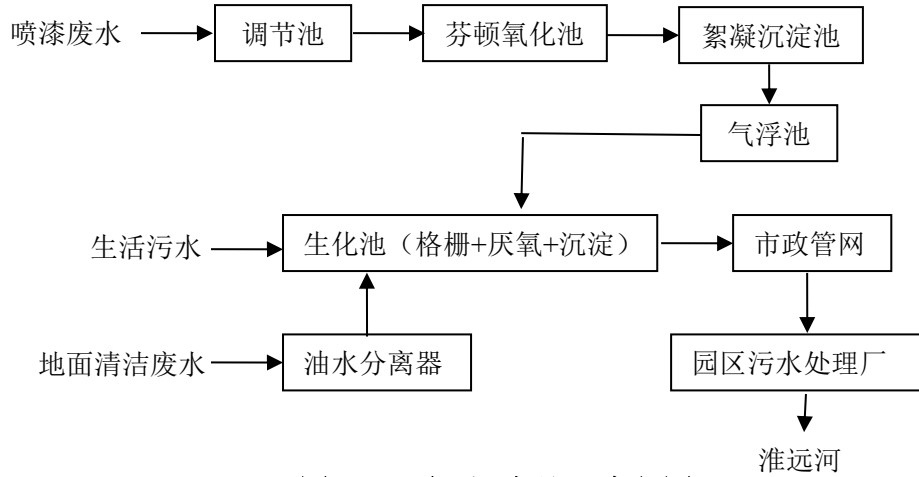 喷漆废水
调节池
芬顿氧化池
絮凝沉淀池
气浮池
生活污水
生化池（格栅+厌氧+沉淀）
市政管网
地面清洁废水
油水分离器
园区污水处理厂
淮远河